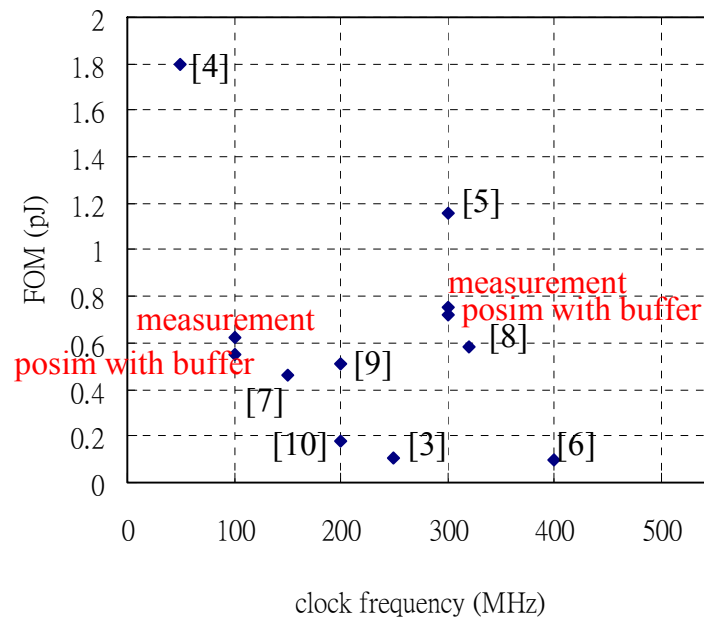 2
1.8
1.6
1.4
1.2
1
0.8
0.6
0.4
0.2
0
FOM (pJ)
[4]
[5]
measurement
posim with buffer
measurement
posim with buffer
[8]
[9]
[7]
[10]
[3]
[6]
0 100 200 300 400 500
clock frequency (MHz)